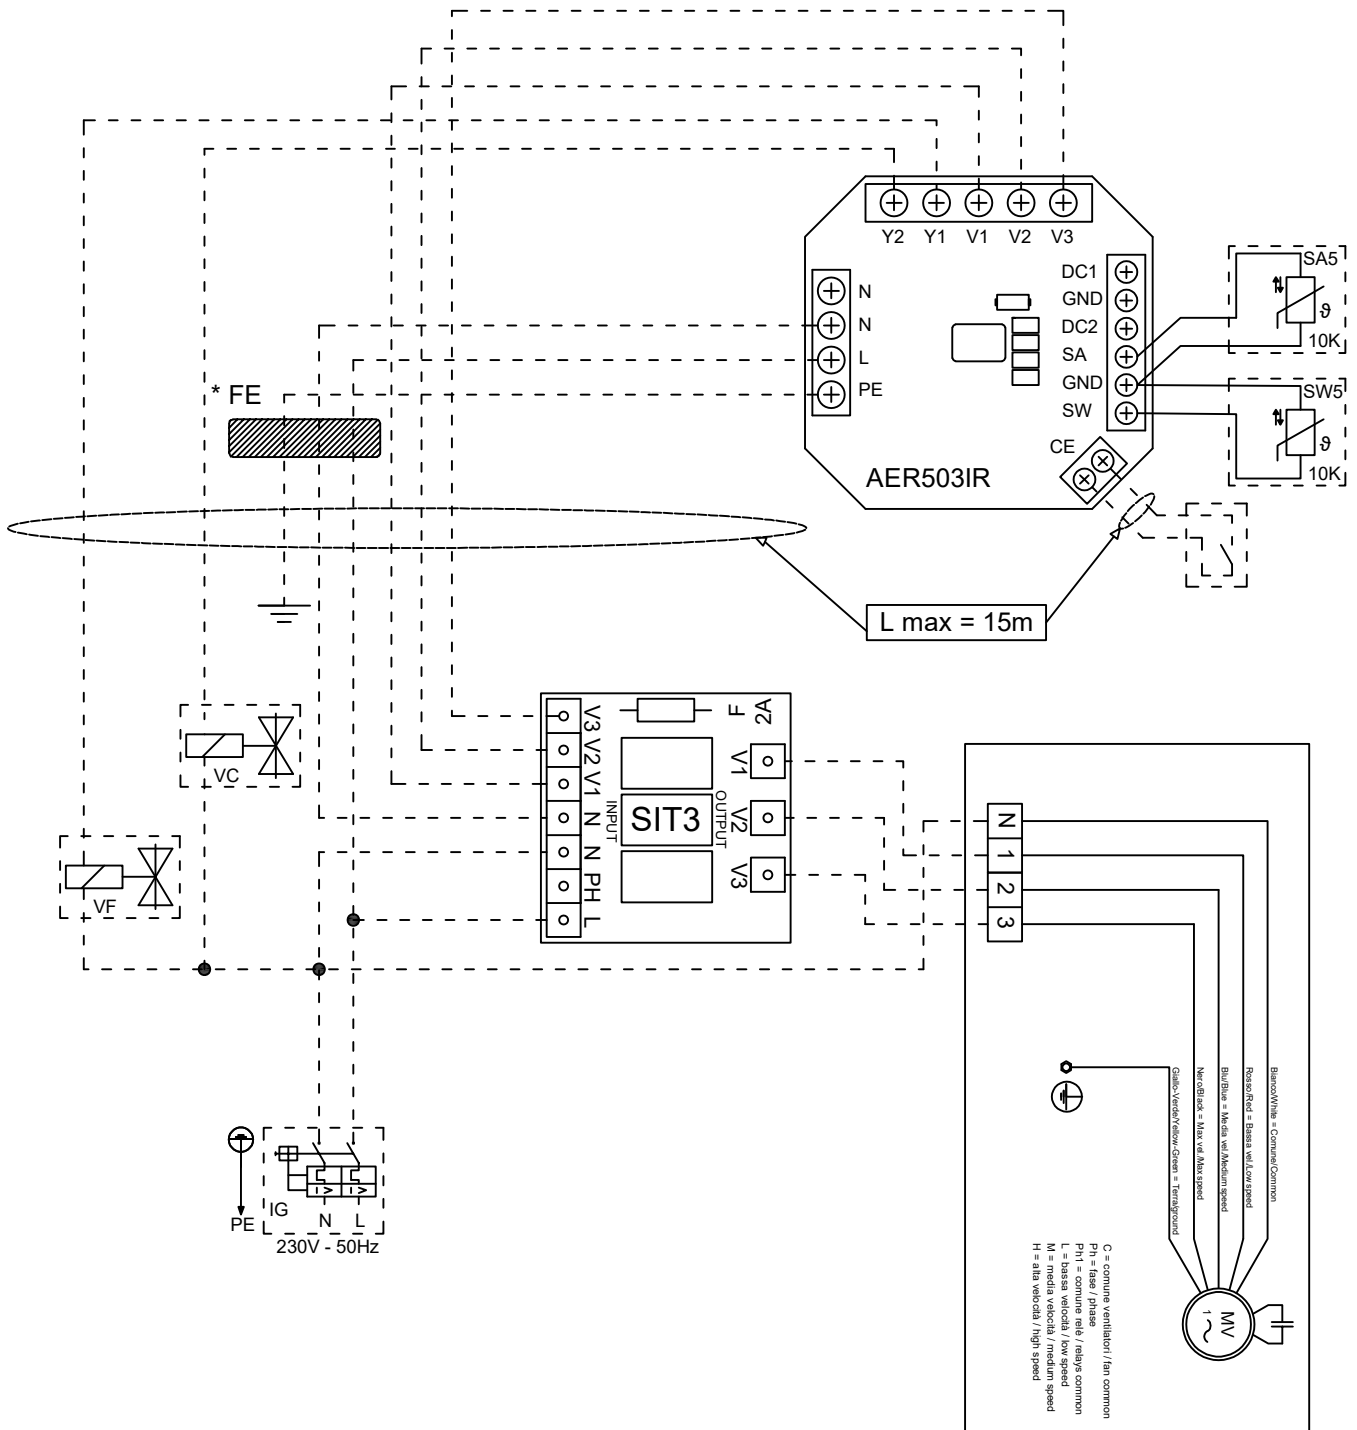 Y2 Y1 V1 V2 V3
N
N
L
PE
DC1
GND
DC2
SA
GND
SW
CE
AER503IR
SA5
ϑ
10K
SW5
ϑ
10K
* FE
L max = 15m
VC
VF
V3
V2
V1
N
N
PH
L
INPUT
SIT3
OUTPUT
F
2A
V1
V2
V3
N
1
2
3
Bianco/White = Comune/Common
Rosso/Red = Bassa vel./Low speed
Blu/Blue = Media vel./Medium speed
Nero/Black = Max vel./Max speed
Giallo-Verde/Yellow-Green = Terra/ground
MV
1
C = comune ventilatori / fan common
Ph = fase / phase
Ph1 = comune relè / relays common
L = bassa velocità / low speed
M = media velocità / medium speed
H = alta velocità / high speed
PE
IG
N L
230V - 50Hz